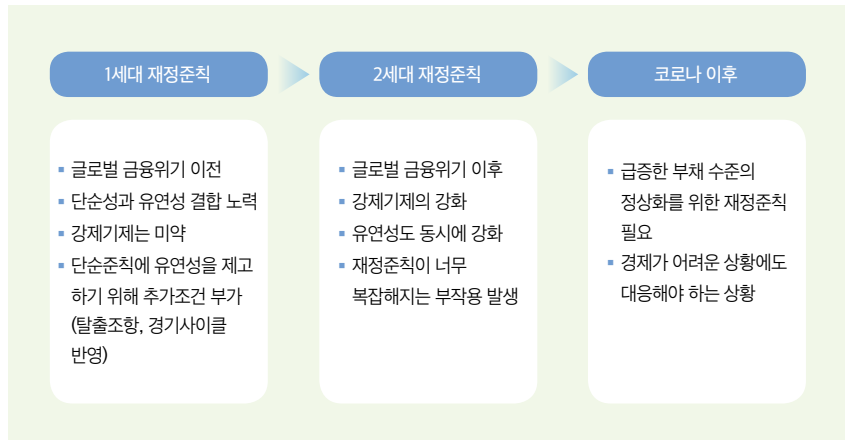 1세대 재정준칙
▪ 글로벌 금융위기 이전
▪ 단순성과 유연성 결합 노력
▪ 강제기제는 미약
▪ 단순준칙에 유연성을 제고
하기 위해 추가조건 부가
(탈출조항, 경기사이클
반영)
2세대 재정준칙
▪ 글로벌 금융위기 이후
▪ 강제기제의 강화
▪ 유연성도 동시에 강화
▪ 재정준칙이 너무
복잡해지는 부작용 발생
코로나 이후
▪ 급증한 부채 수준의
정상화를 위한 재정준칙
필요
▪ 경제가 어려운 상황에도
대응해야 하는 상황